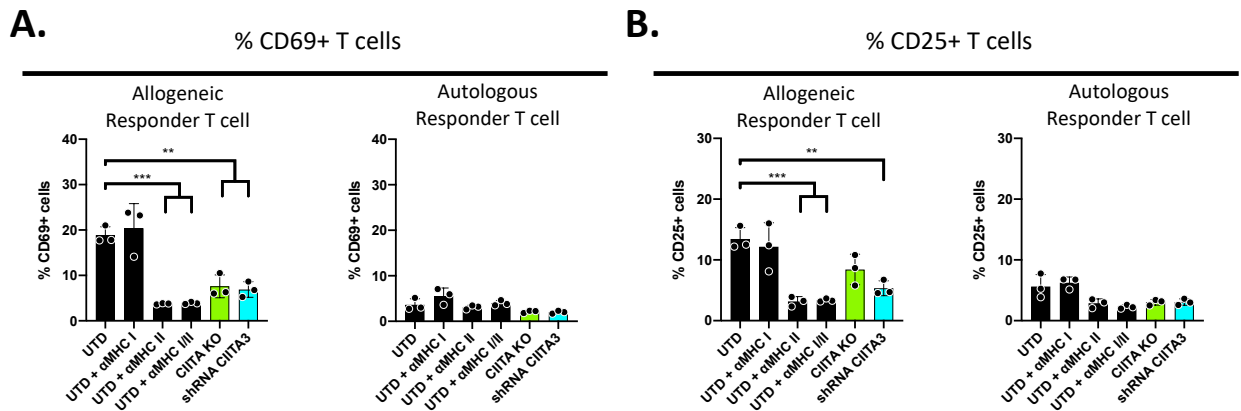 A.
% CD69+ T cells
Allogeneic
Responder T cell
% CD69+ cells
40
30
20
10
0
**
***
UTD
UTD + αMHC I
UTD + αMHC II
UTD + αMHC I/II
CIITA KO
shRNA CIITA3
Autologous
Responder T cell
% CD69+ cells
40
30
20
10
0
UTD
UTD + αMHC I
UTD + αMHC II
UTD + αMHC I/II
CIITA KO
shRNA CIITA3
B.
% CD25+ T cells
Allogeneic
Responder T cell
% CD25+ cells
30
20
10
0
**
***
UTD
UTD + αMHC I
UTD + αMHC II
UTD + αMHC I/II
CIITA KO
shRNA CIITA3
Autologous
Responder T cell
% CD25+ cells
30
20
10
0
UTD
UTD + αMHC I
UTD + αMHC II
UTD + αMHC I/II
CIITA KO
shRNA CIITA3